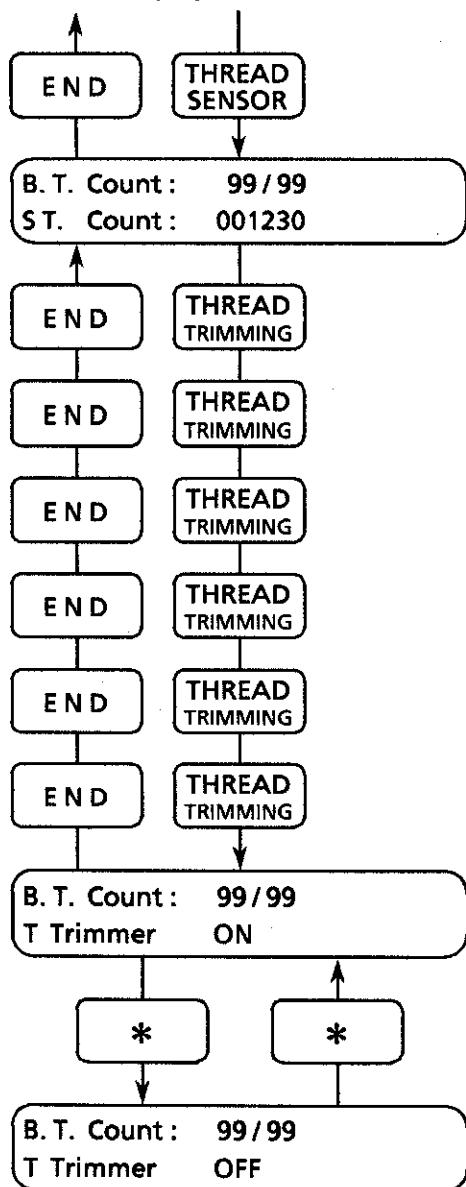 END
THREAD
SENSOR
B. T. Count : 99/99
S T. Count : 001230
END
THREAD
TRIMMING
END
THREAD
TRIMMING
END
THREAD
TRIMMING
END
THREAD
TRIMMING
END
THREAD
TRIMMING
END
THREAD
TRIMMING
B. T. Count : 99/99
T Trimmer ON
* *
B. T. Count : 99/99
T Trimmer OFF